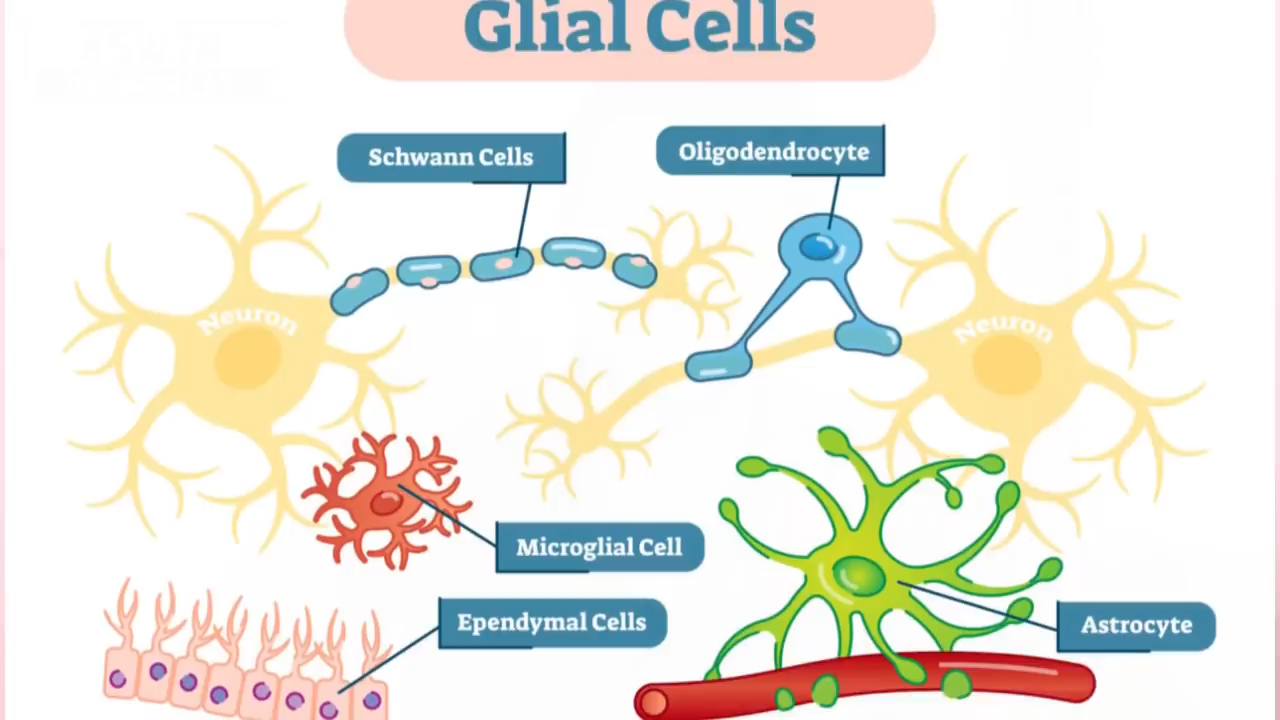 Glial Cells
Schwann Cells
Oligodendrocyte
Neuron
Neuron
Microglial Cell
Ependymal Cells
Astrocyte